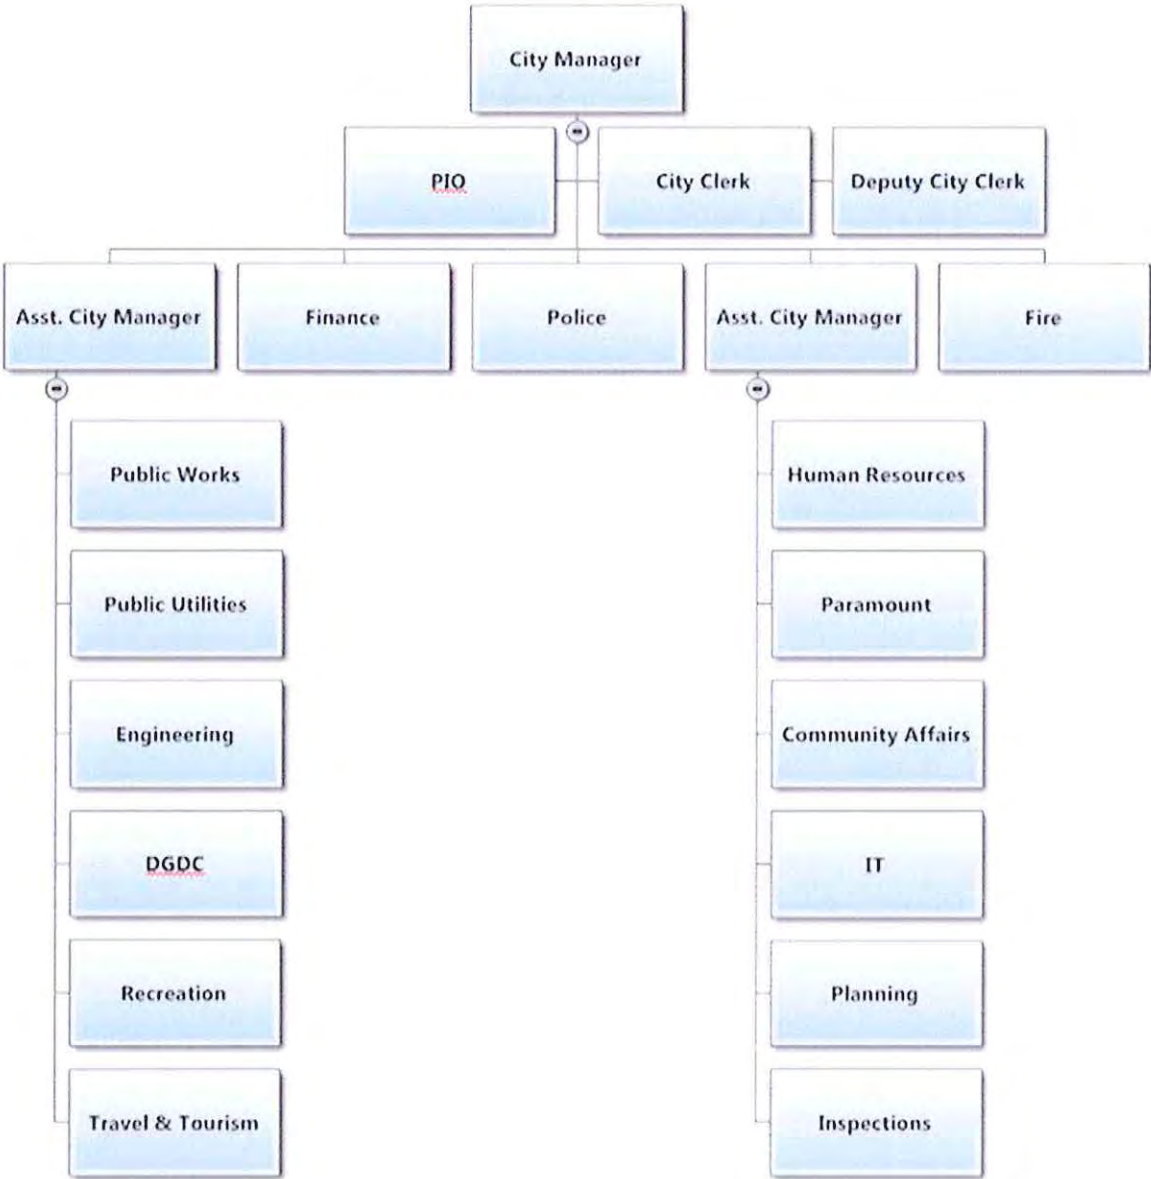 City Manager
PIO
City Clerk
Deputy City Clerk
Asst. City Manager
Finance
Police
Asst. City Manager
Fire
Public Works
Public Utilities
Engineering
DGDC
Recreation
Travel & Tourism
Human Resources
Paramount
Community Affairs
IT
Planning
Inspections